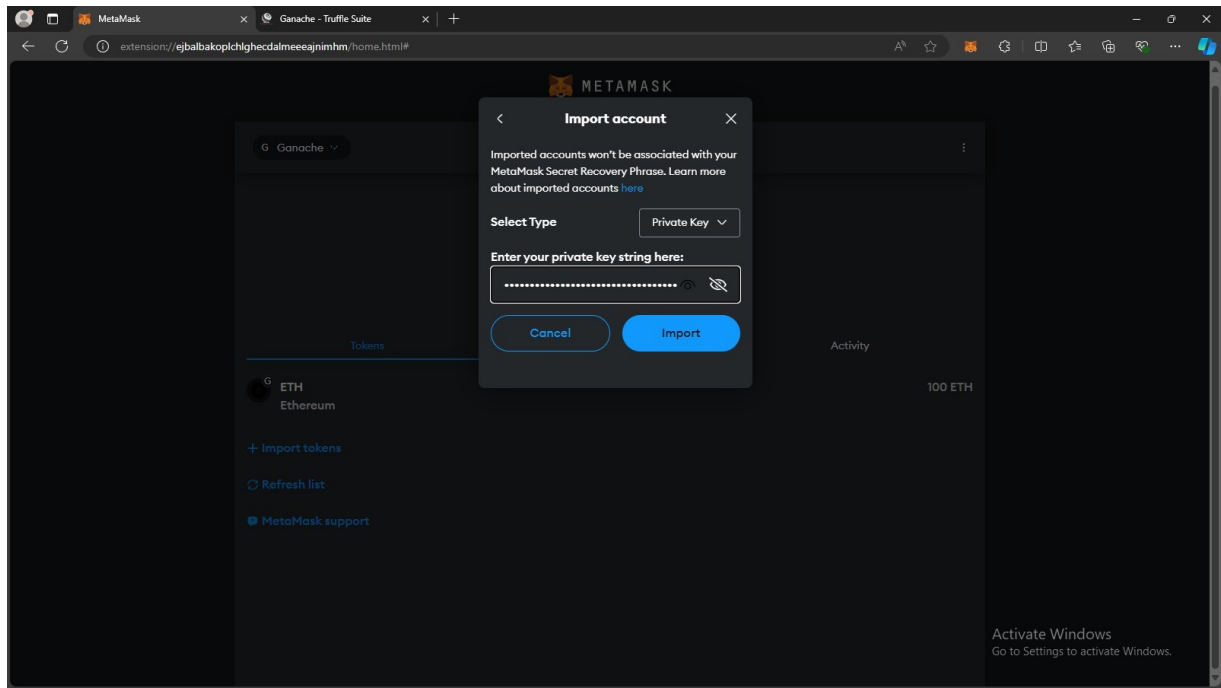 MetaMask
Ganache - Truffle Suite
extension://ejbalbakoplchlghecdalmeeeajnimhm/home.html#
METAMASK
G Ganache
Import account
Imported accounts won't be associated with your
MetaMask Secret Recovery Phrase. Learn more
about imported accounts here
Select Type
Private Key
Enter your private key string here:
Cancel
Import
Tokens
Activity
G
ETH
100 ETH
Ethereum
+ Import tokens
Refresh list
MetaMask support
Activate Windows
Go to Settings to activate Windows.